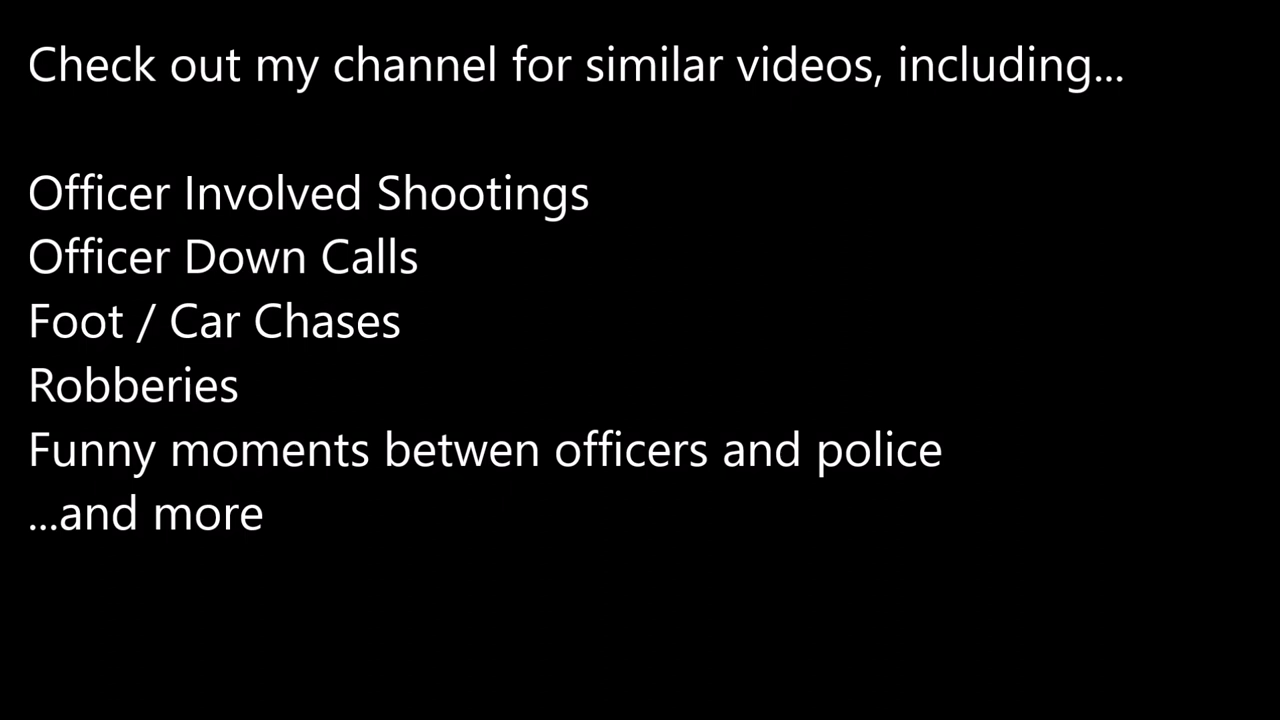 Check out my channel for similar videos, including...
Officer Involved Shootings
Officer Down Calls
Foot / Car Chases
Robberies
Funny moments betwen officers and police
...and more